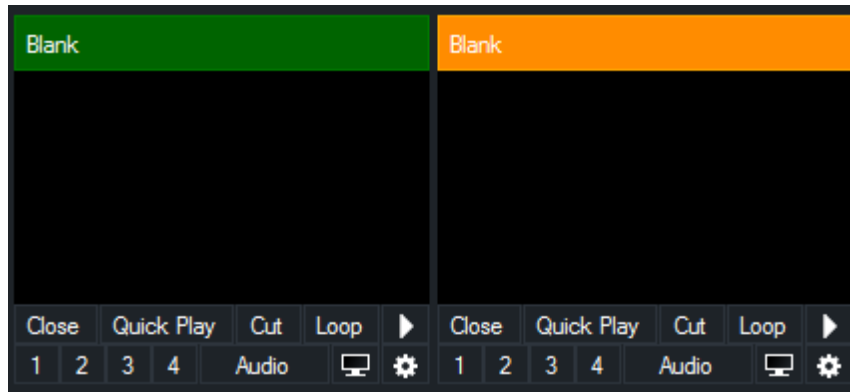 Blank Blank
Close Quick Play Cut Loop Close Quick Play Cut Loop
1 2 3 4 Audio 1 2 3 4 Audio